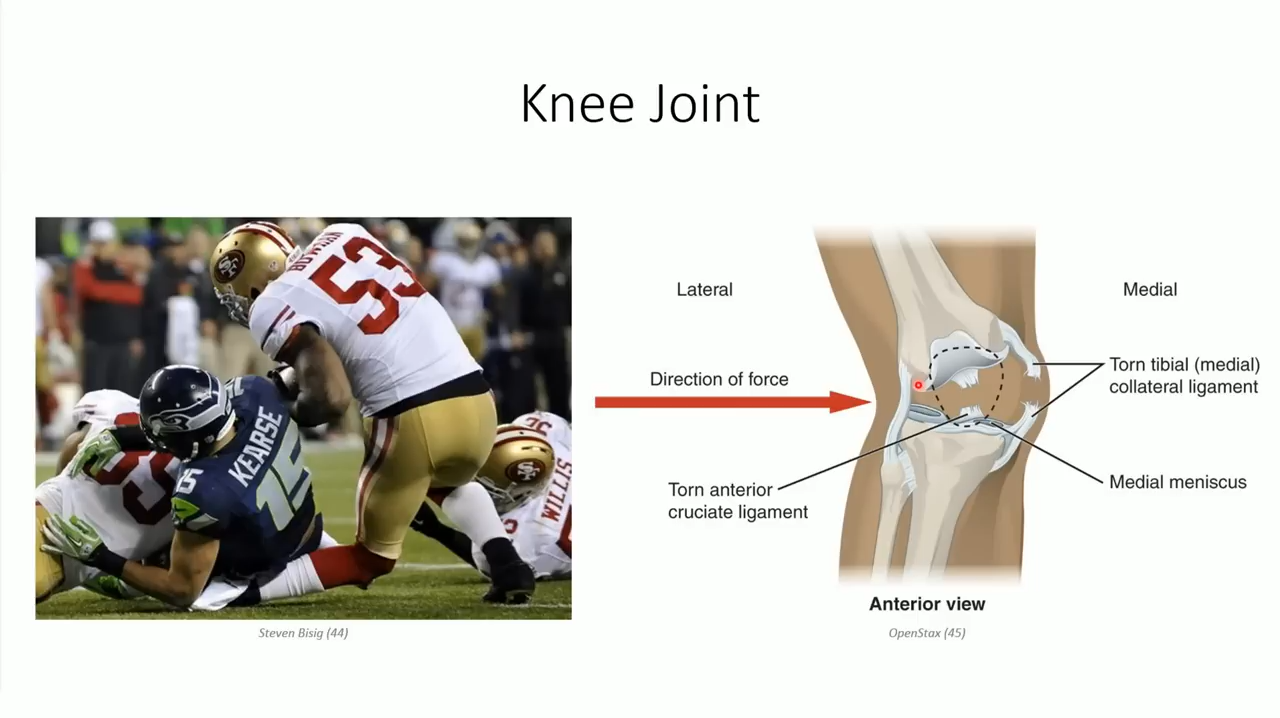 Knee Joint
BOWMAN
53
KEARSE
15
WILLIS
Steven Bisig (44)
Lateral
Medial
Direction of force
Torn tibial (medial)
collateral ligament
Torn anterior
cruciate ligament
Medial meniscus
Anterior view
OpenStax (45)